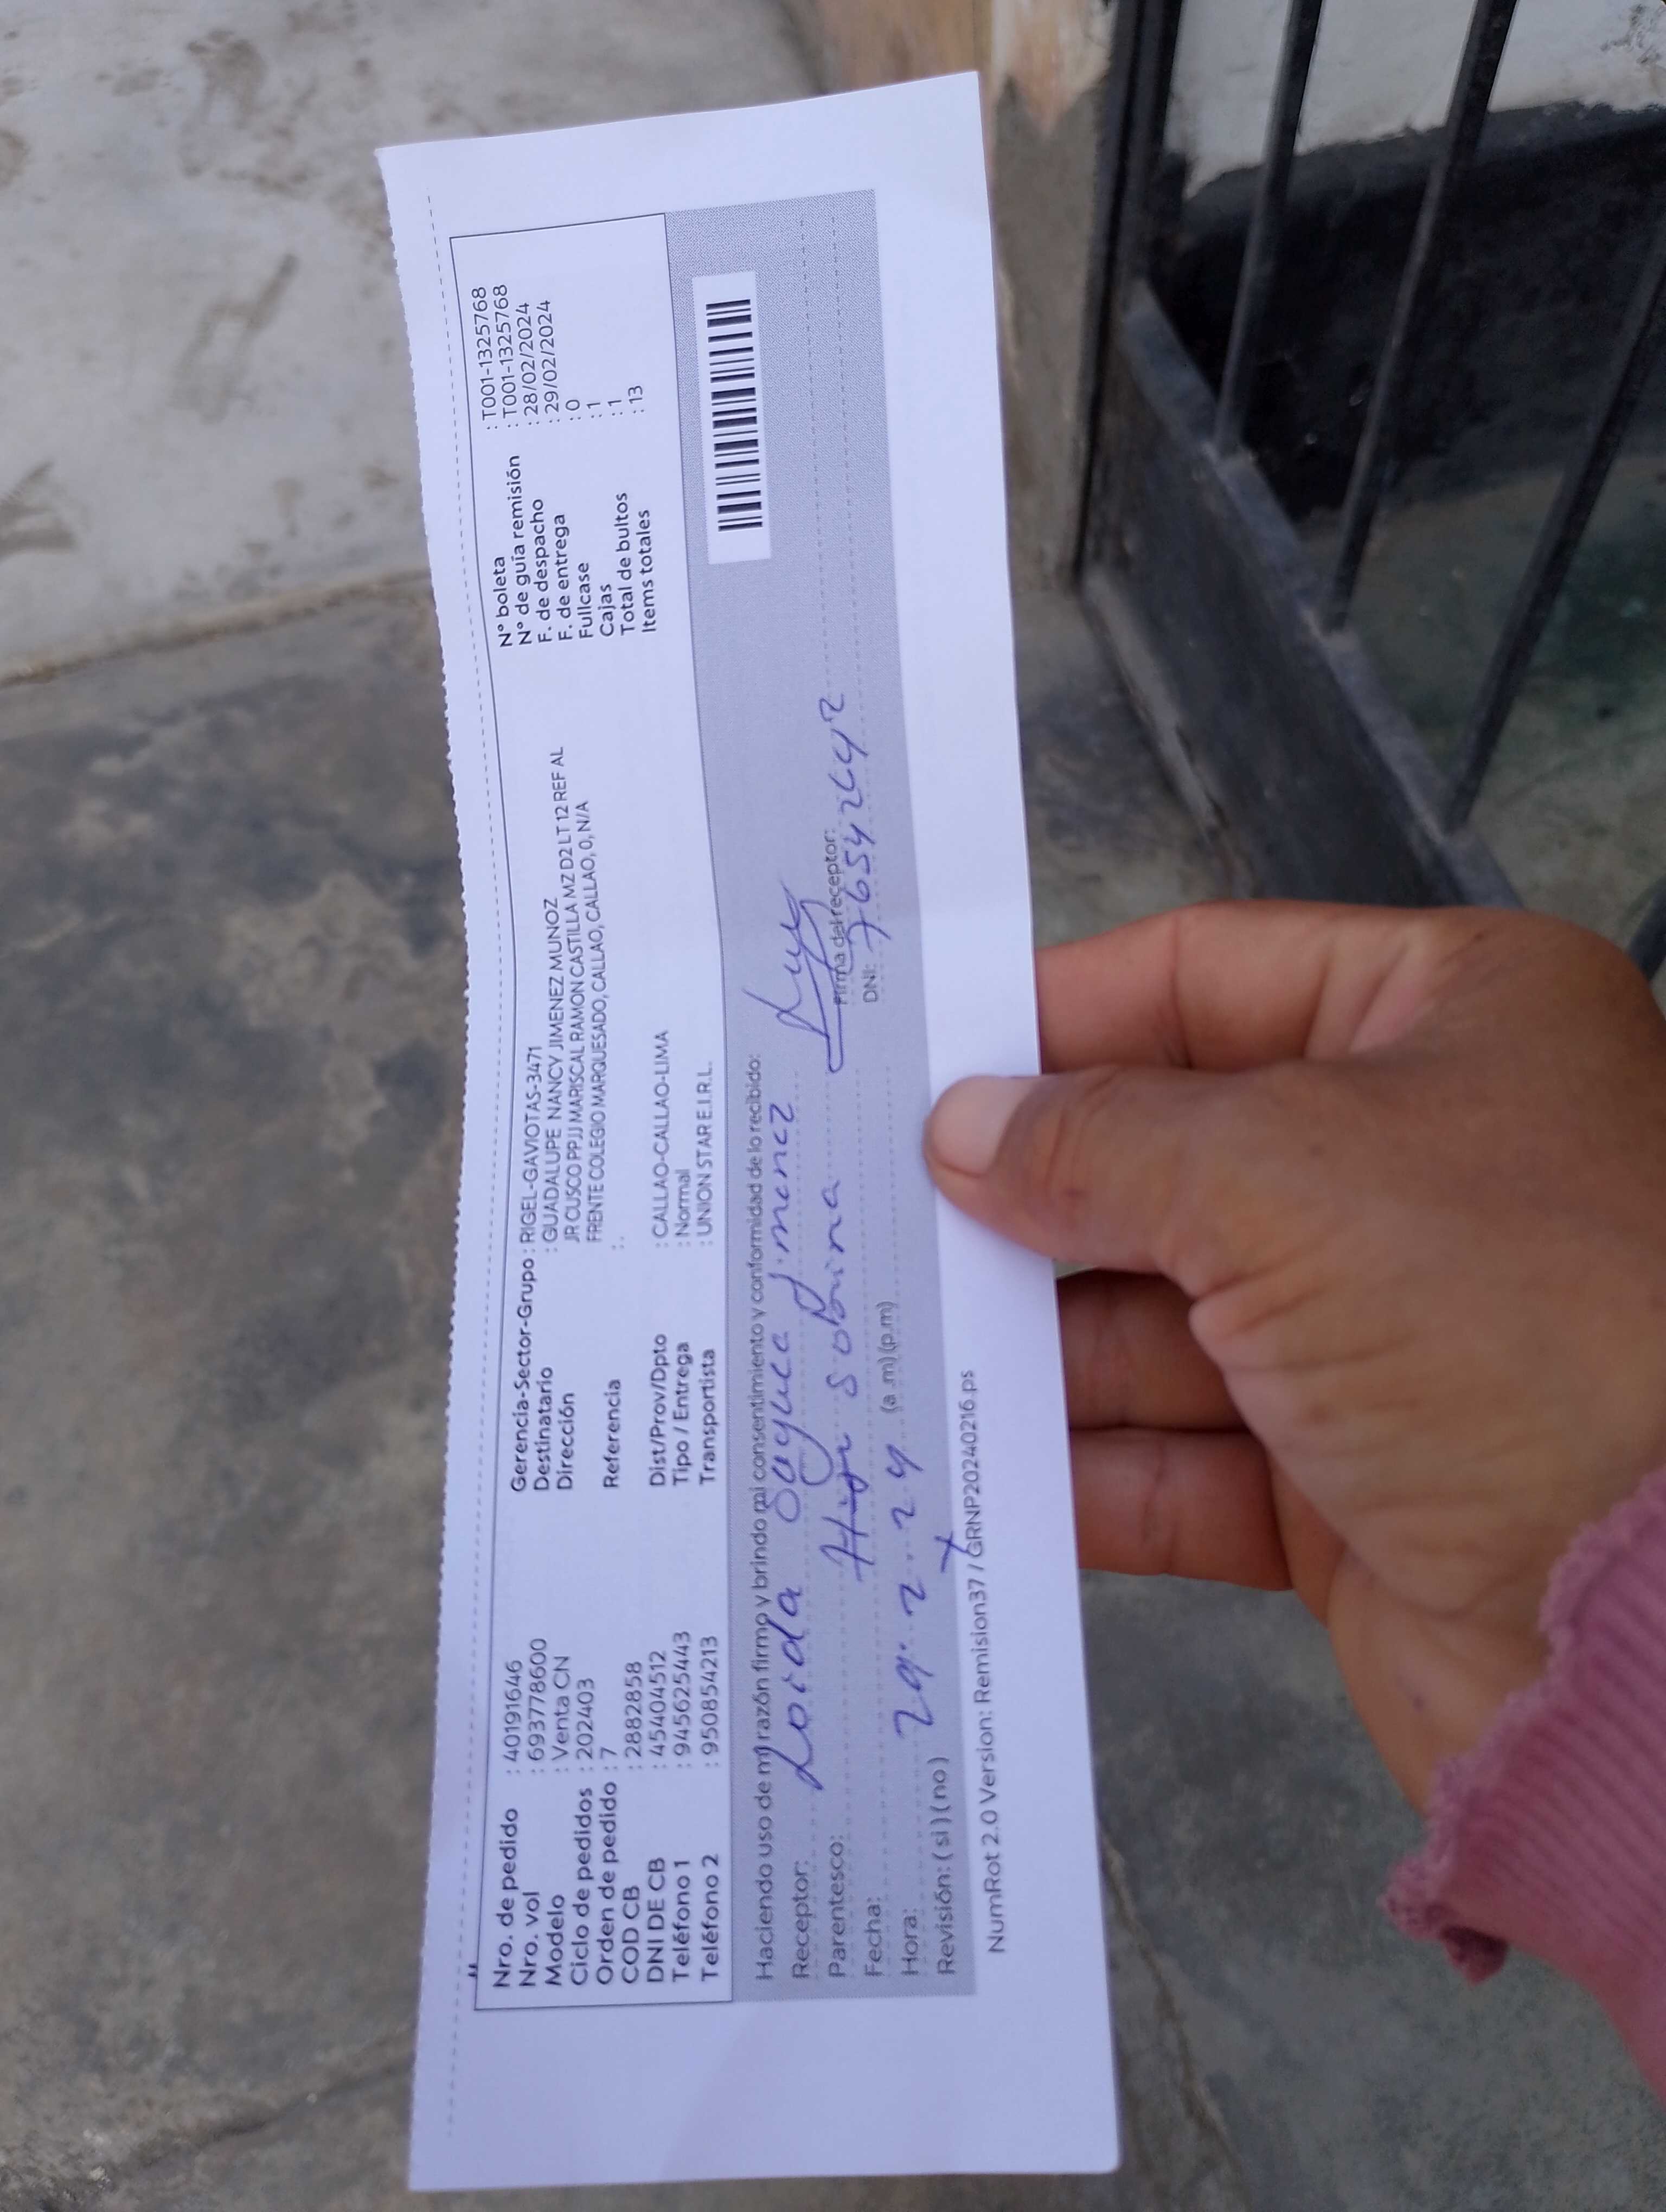 Nro. de pedido : 40191646
Nro. vol : 693778600
Modelo : Venta CN
Ciclo de pedidos : 202403
Orden de pedido : 7
COD CB : 2882858
DNI DE CB : 45404512
Teléfono 1 : 945625443
Teléfono 2 : 950854213
Gerencia-Sector-Grupo : RIGEL-GAVIOTAS-3471
Destinatario : GUADALUPE NANCY JIMENEZ MUNOZ
Dirección JR CUSCO PPJJ MARISCAL RAMON CASTILLA MZ D2 LT 12 REF AL
FRENTE COLEGIO MARQUESADO, CALLAO, CALLAO, 0, N/A
Referencia : .
Dist/Prov/Dpto : CALLAO-CALLAO-LIMA
Tipo / Entrega : Normal
Transportista : UNION STAR E.I.R.L.
N° boleta : T001-1325768
N° de guía remisión : T001-1325768
F. de despacho : 28/02/2024
F. de entrega : 29/02/2024
Fullcase : 0
Cajas : 1
Total de bultos : 1
Items totales : 13
Haciendo uso de mi razón firmo y brindo mi consentimiento y conformidad de lo recibido:
Receptor: Loida Jimenez
Parentesco: sobrina
Fecha: 29.2.24
Hora: (a.m) (p.m)
Revisión: ( si ) ( no )
Firma del receptor:
DNI:
NumRot 2.0 Version: Remision37 / GRNP20240216.ps